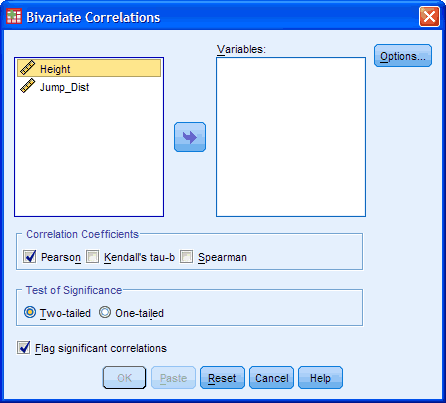 Bivariate Correlations
Variables:
Options...
Height
Jump_Dist
Correlation Coefficients
Pearson Kendall's tau-b Spearman
Test of Significance
Two-tailed One-tailed
Flag significant correlations
OK Paste Reset Cancel Help